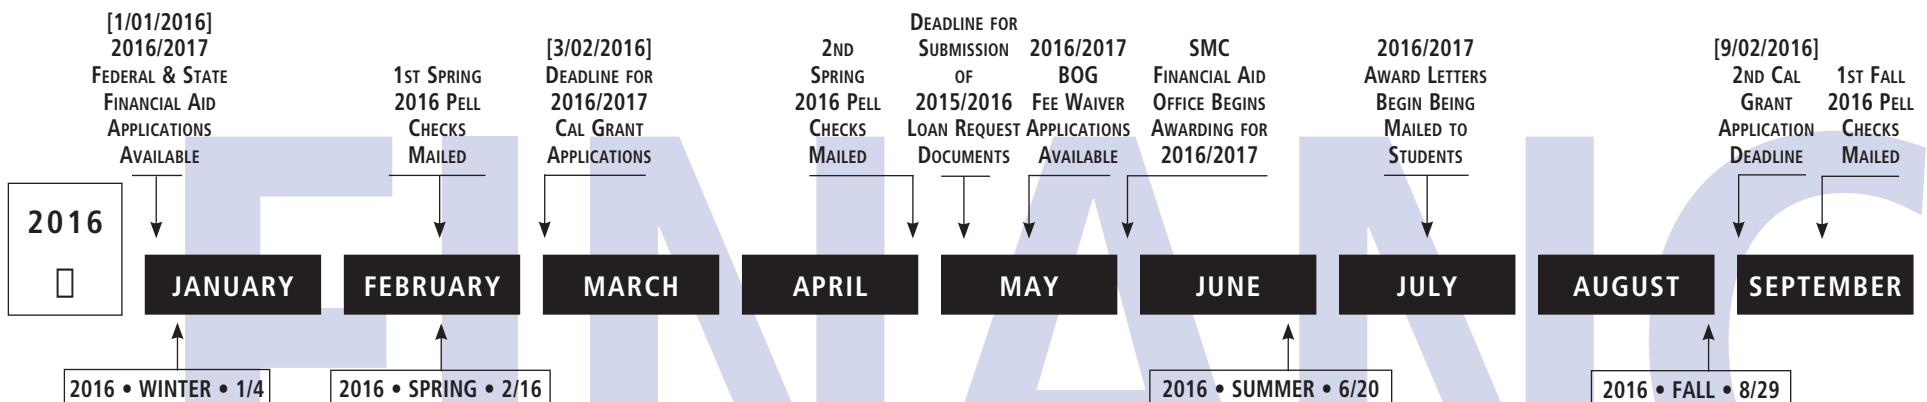 [1/01/2016]
2016/2017
Federal & State
Financial Aid
Applications
Available
1st Spring
2016 Pell
Checks
Mailed
[3/02/2016]
Deadline for
2016/2017
Cal Grant
Applications
2nd
Spring
2016 Pell
Checks
Mailed
Deadline for
Submission
of
2015/2016
Loan Request
Documents
2016/2017
BOG
Fee Waiver
Applications
Available
SMC
Financial Aid
Office Begins
Awarding for
2016/2017
2016/2017
Award Letters
Begin Being
Mailed to
Students
[9/02/2016]
2nd Cal
Grant
Application
Deadline
1st Fall
2016 Pell
Checks
Mailed
2016
JANUARY
FEBRUARY
MARCH
APRIL
MAY
JUNE
JULY
AUGUST
SEPTEMBER
2016 • WINTER • 1/4
2016 • SPRING • 2/16
2016 • SUMMER • 6/20
2016 • FALL • 8/29
FINANC